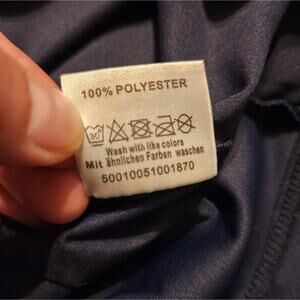 100% POLYESTER
30°
Wash with like colors
Mit ähnlichen Farben waschen
50010051001870